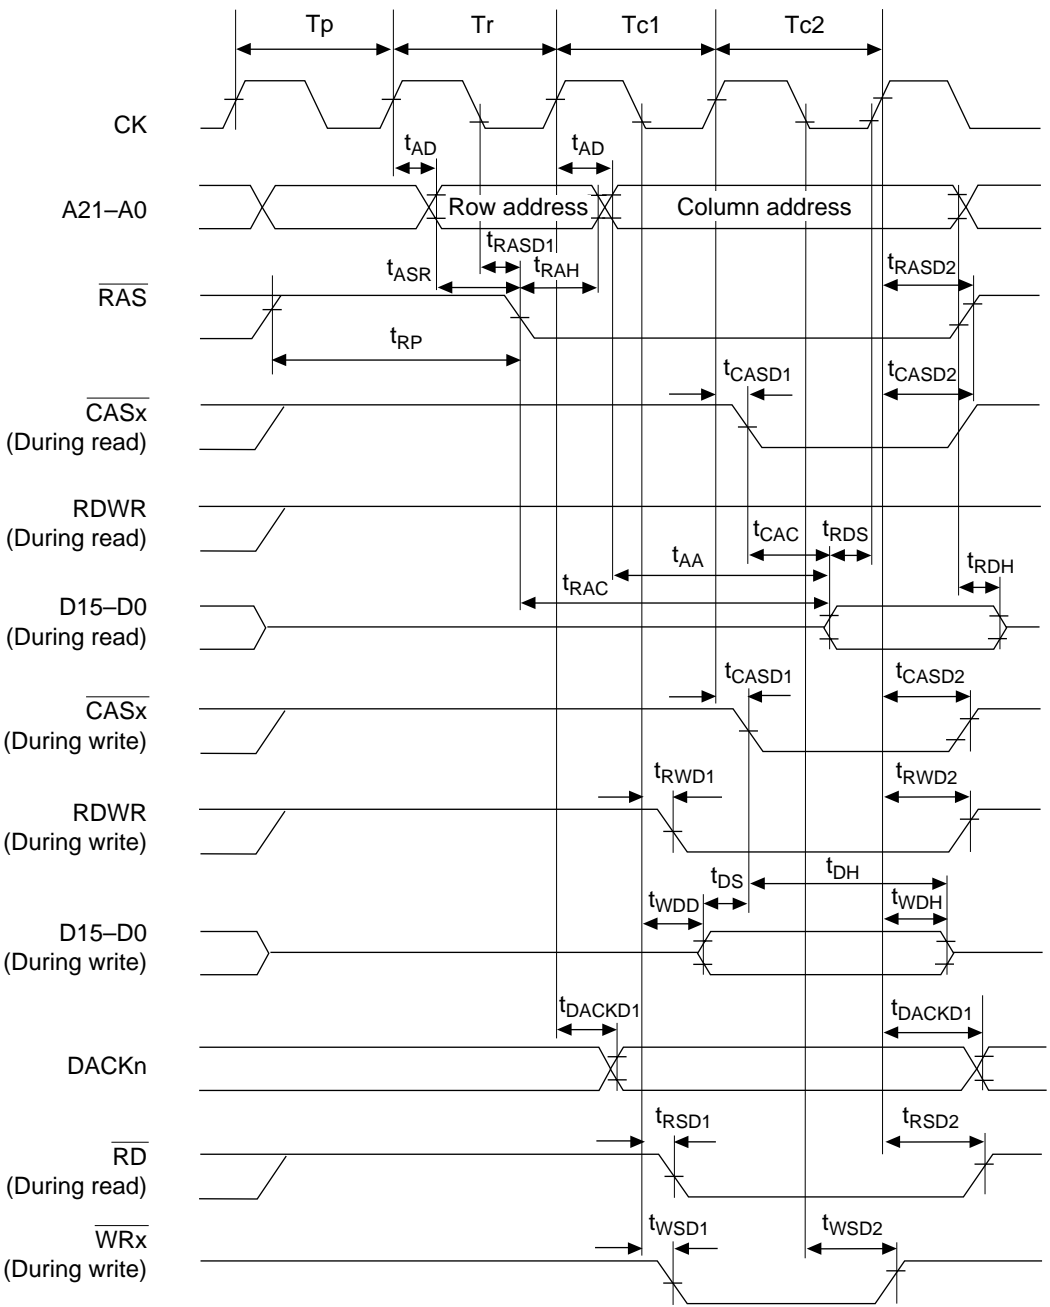 Tp Tr Tc1 Tc2
CK
tAD tAD
A21–A0 Row address Column address
tRASD1
tASR tRAH tRASD2
RAS
tRP
tCASD1 tCASD2
CASx
(During read)
RDWR
(During read)
tCAC tRDS
tAA tRDH
tRAC
D15–D0
(During read)
tCASD1 tCASD2
CASx
(During write)
tRWD1 tRWD2
RDWR
(During write)
tDS tDH
tWDD tWDH
D15–D0
(During write)
tDACKD1 tDACKD1
DACKn
tRSD1 tRSD2
RD
(During read)
tWSD1 tWSD2
WRx
(During write)